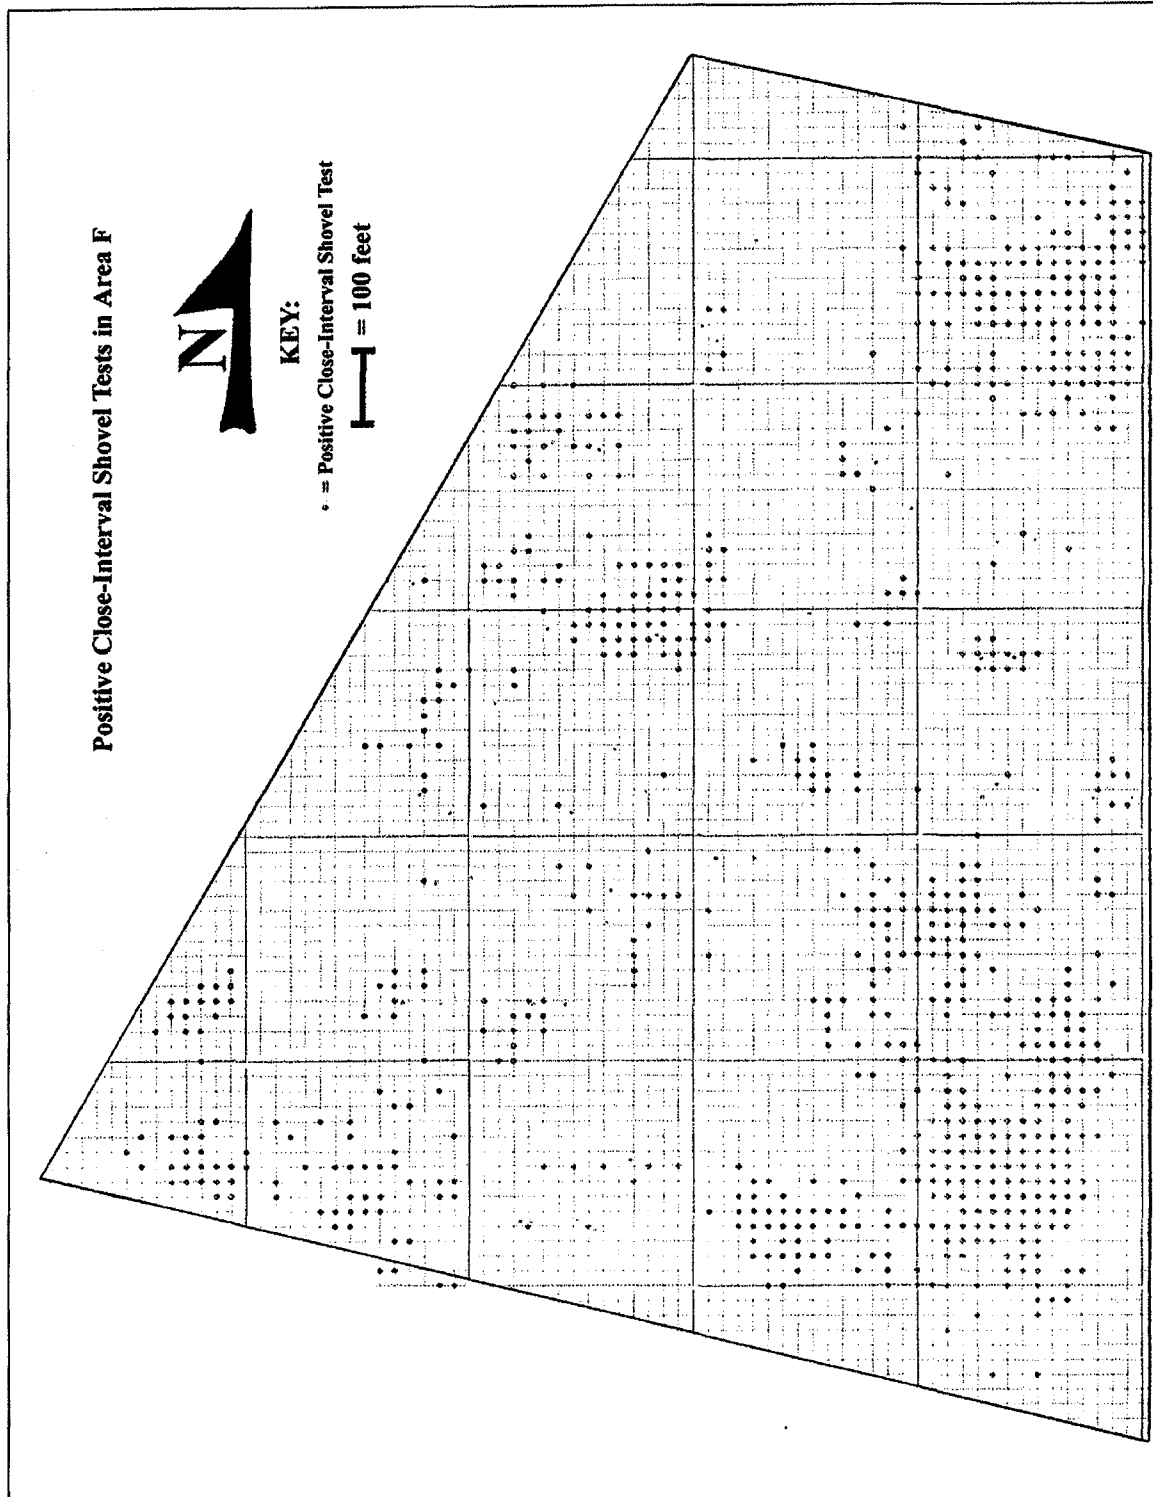 Positive Close-Interval Shovel Tests in Area F
N
KEY:
= Positive Close-Interval Shovel Test
= 100 feet